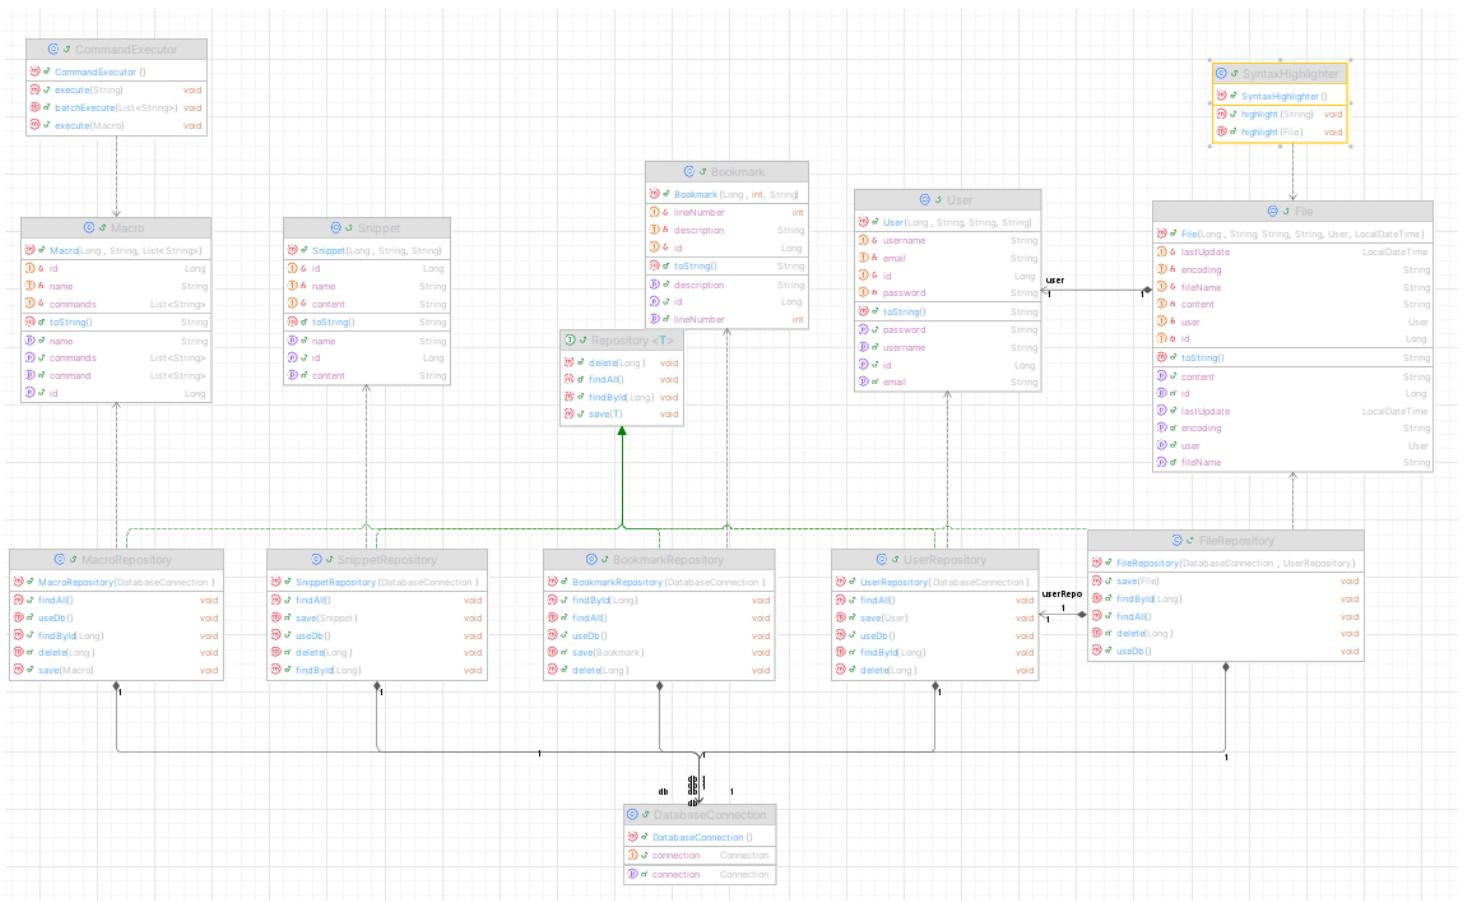 CommandExecutor
CommandExecutor()
execute(String) void
batchExecute(List<String>) void
execute(Macro) void
SyntaxHighlighter
SyntaxHighlighter()
highlight(String) void
highlight(File) void
Bookmark
Bookmark(Long, int, String)
lineNumber int
description String
id Long
toString() String
description String
id Long
lineNumber int
User
User(Long, String, String, String)
username String
email String
id Long
password String
toString() String
password String
username String
id Long
email String
user
1
1
File
File(Long, String, String, String, User, LocalDateTime)
lastUpdate LocalDateTime
encoding String
fileName String
content String
user User
id Long
toString() String
content String
id Long
lastUpdate LocalDateTime
encoding String
user User
fileName String
Macro
Macro(Long, String, List<String>)
id Long
name String
commands List<String>
toString() String
name String
commands List<String>
command List<String>
id Long
Snippet
Snippet(Long, String, String)
id Long
name String
content String
toString() String
name String
id Long
content String
Repository <T>
delete(Long) void
findAll() void
findById(Long) void
save(T) void
MacroRepository
MacroRepository(DatabaseConnection)
findAll() void
useDb() void
findById(Long) void
delete(Long) void
save(Macro) void
SnippetRepository
SnippetRepository(DatabaseConnection)
findAll() void
save(Snippet) void
useDb() void
delete(Long) void
findById(Long) void
BookmarkRepository
BookmarkRepository(DatabaseConnection)
findById(Long) void
findAll() void
useDb() void
save(Bookmark) void
delete(Long) void
UserRepository
UserRepository(DatabaseConnection)
findAll() void
save(User) void
useDb() void
findById(Long) void
delete(Long) void
userRepo
1
1
FileRepository
FileRepository(DatabaseConnection, UserRepository)
save(File) void
findById(Long) void
findAll() void
delete(Long) void
useDb() void
1
1
1
1
1
1
db
1
db
DatabaseConnection
DatabaseConnection()
connection Connection
connection Connection